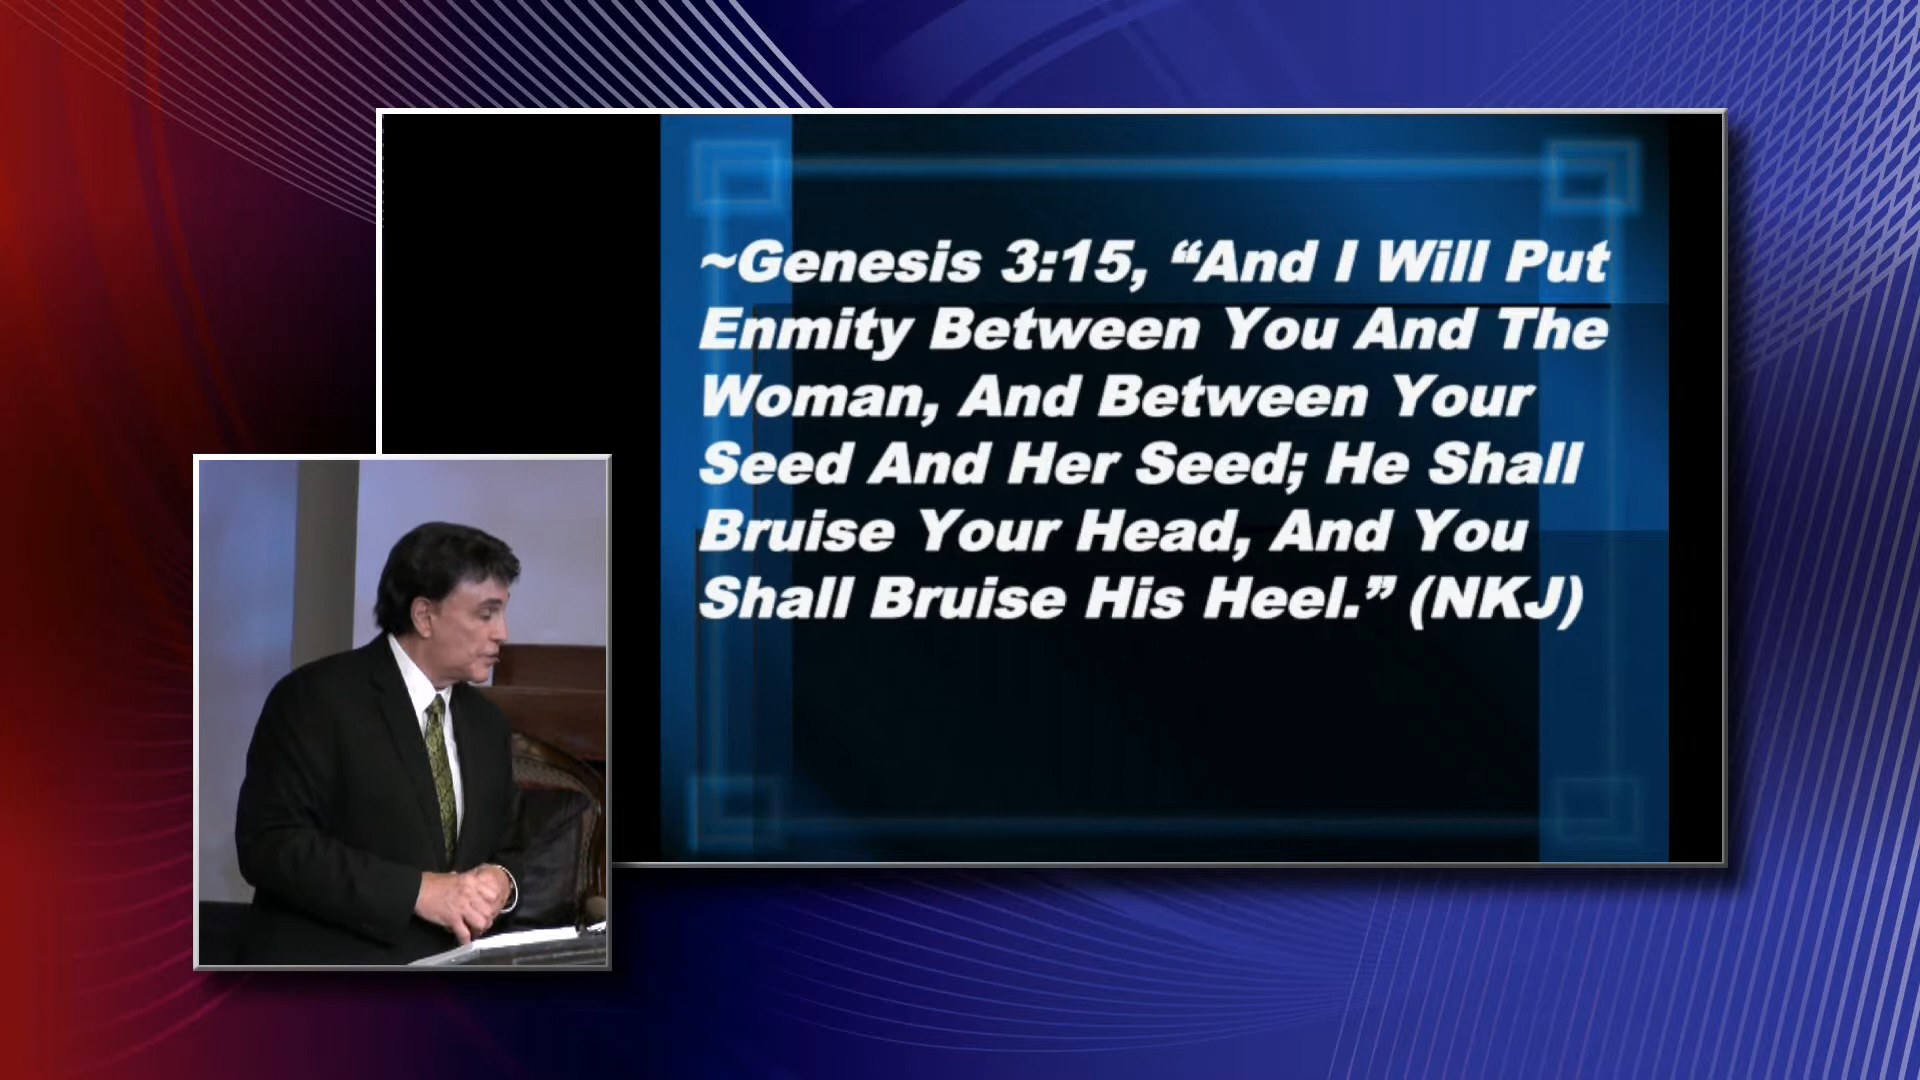 ~Genesis 3:15, “And I Will Put
Enmity Between You And The
Woman, And Between Your
Seed And Her Seed; He Shall
Bruise Your Head, And You
Shall Bruise His Heel.” (NKJ)